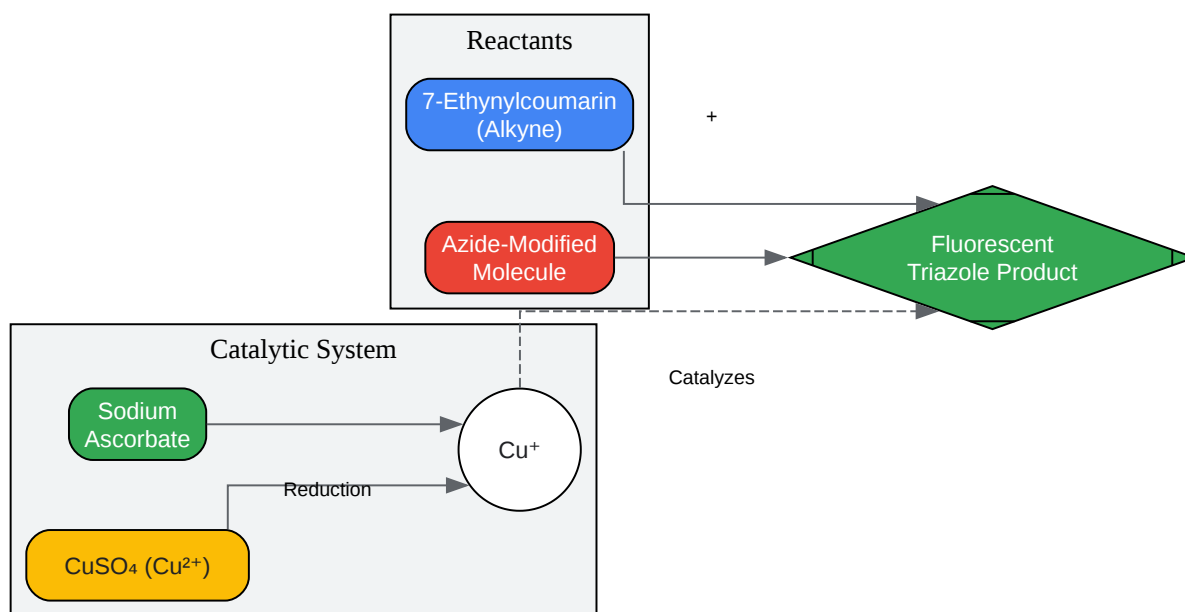 Reactants
7-Ethynylcoumarin
(Alkyne)
+
Azide-Modified
Molecule
Fluorescent
Triazole Product
Catalytic System
Catalyzes
Sodium
Ascorbate
Cu⁺
Reduction
CuSO₄ (Cu²⁺)